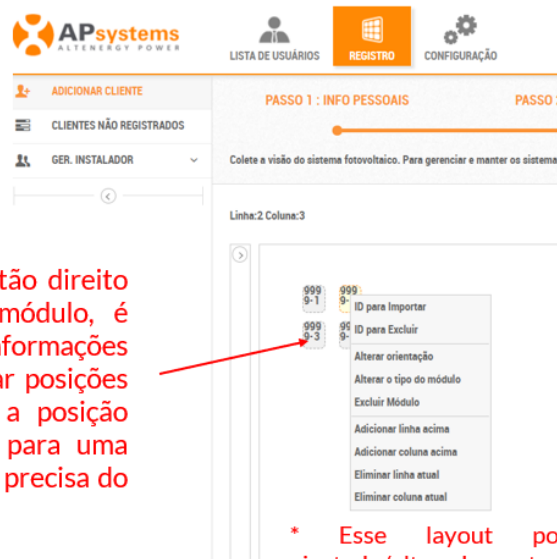 APsystems
ALTENERGY POWER
LISTA DE USUÁRIOS
REGISTRO
CONFIGURAÇÃO
ADICIONAR CLIENTE
CLIENTES NÃO REGISTRADOS
GER. INSTALADOR
PASSO 1 : INFO PESSOAIS
PASSO
Colete a visão do sistema fotovoltaico. Para gerenciar e manter os sistema
Linha:2 Coluna:3
999
9-1
999
9-
999
9-3
99
9-
ID para Importar
ID para Excluir
Alterar orientação
Alterar o tipo do módulo
Excluir Módulo
Adicionar linha acima
Adicionar coluna acima
Eliminar linha atual
Eliminar coluna atual
tão direito
módulo, é
nformações
ar posições
a posição
para uma
precisa do
* Esse layout po